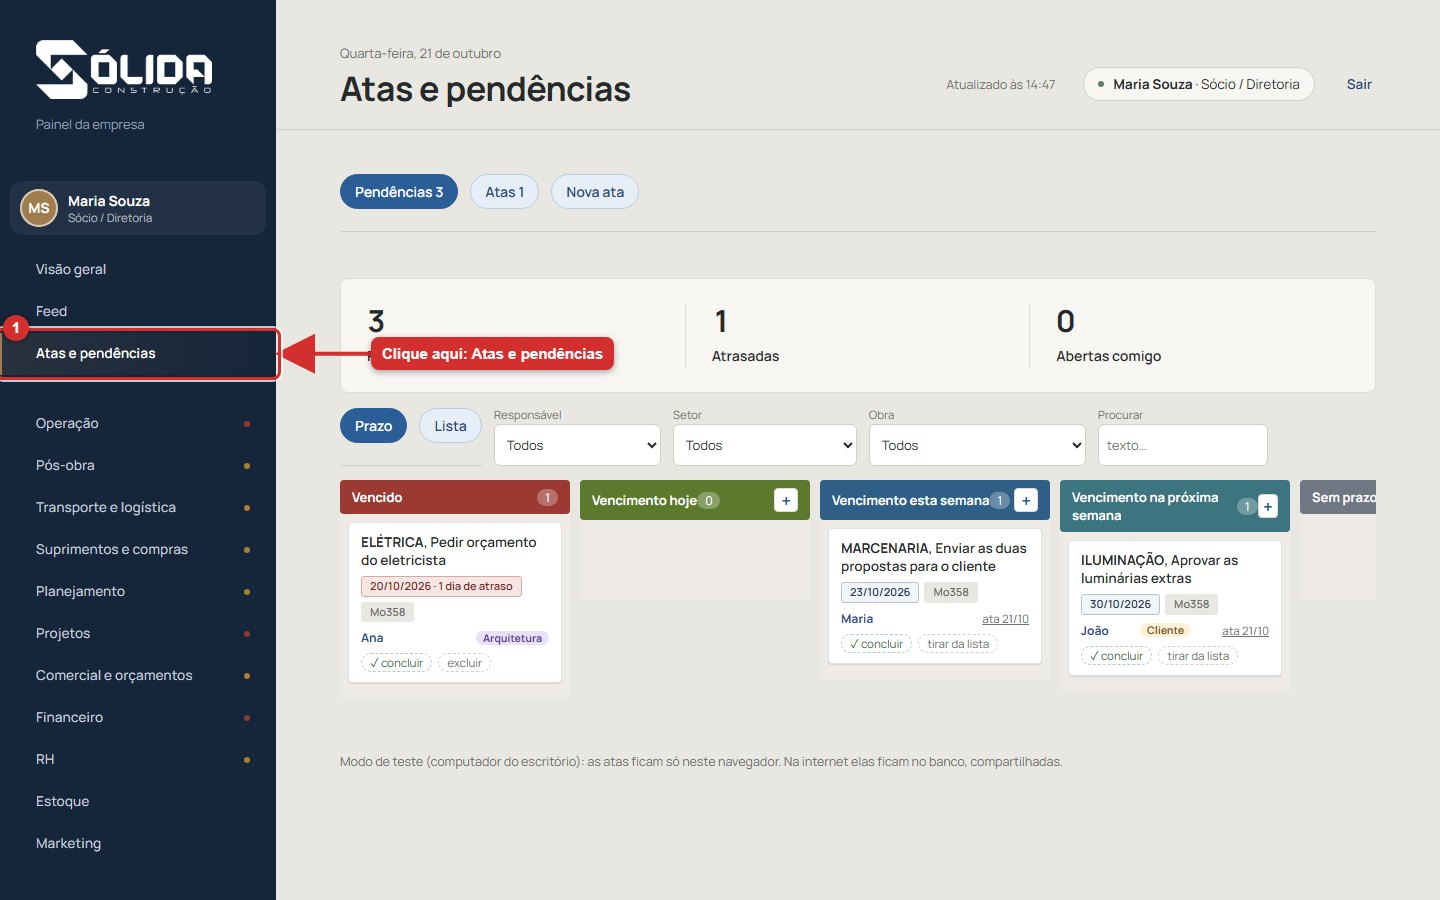 SÓLIDA
CONSTRUÇÃO
Painel da empresa
MS
Maria Souza
Sócio / Diretoria
Visão geral
Feed
1
Atas e pendências
Operação
Pós-obra
Transporte e logística
Suprimentos e compras
Planejamento
Projetos
Comercial e orçamentos
Financeiro
RH
Estoque
Marketing
Quarta-feira, 21 de outubro
Atas e pendências
Atualizado às 14:47
Maria Souza · Sócio / Diretoria
Sair
Pendências 3
Atas 1
Nova ata
3
Clique aqui: Atas e pendências
1
Atrasadas
0
Abertas comigo
Prazo
Lista
Responsável
Todos
Setor
Todos
Obra
Todos
Procurar
texto...
Vencido 1
ELÉTRICA, Pedir orçamento
do eletricista
20/10/2026 · 1 dia de atraso
Mo358
Ana
Arquitetura
✓ concluir
excluir
Vencimento hoje 0 +
Vencimento esta semana 1 +
MARCENARIA, Enviar as duas
propostas para o cliente
23/10/2026
Mo358
Maria
ata 21/10
✓ concluir
tirar da lista
Vencimento na próxima
semana
1 +
ILUMINAÇÃO, Aprovar as
luminárias extras
30/10/2026
Mo358
João
Cliente
ata 21/10
✓ concluir
tirar da lista
Sem prazo
Modo de teste (computador do escritório): as atas ficam só neste navegador. Na internet elas ficam no banco, compartilhadas.